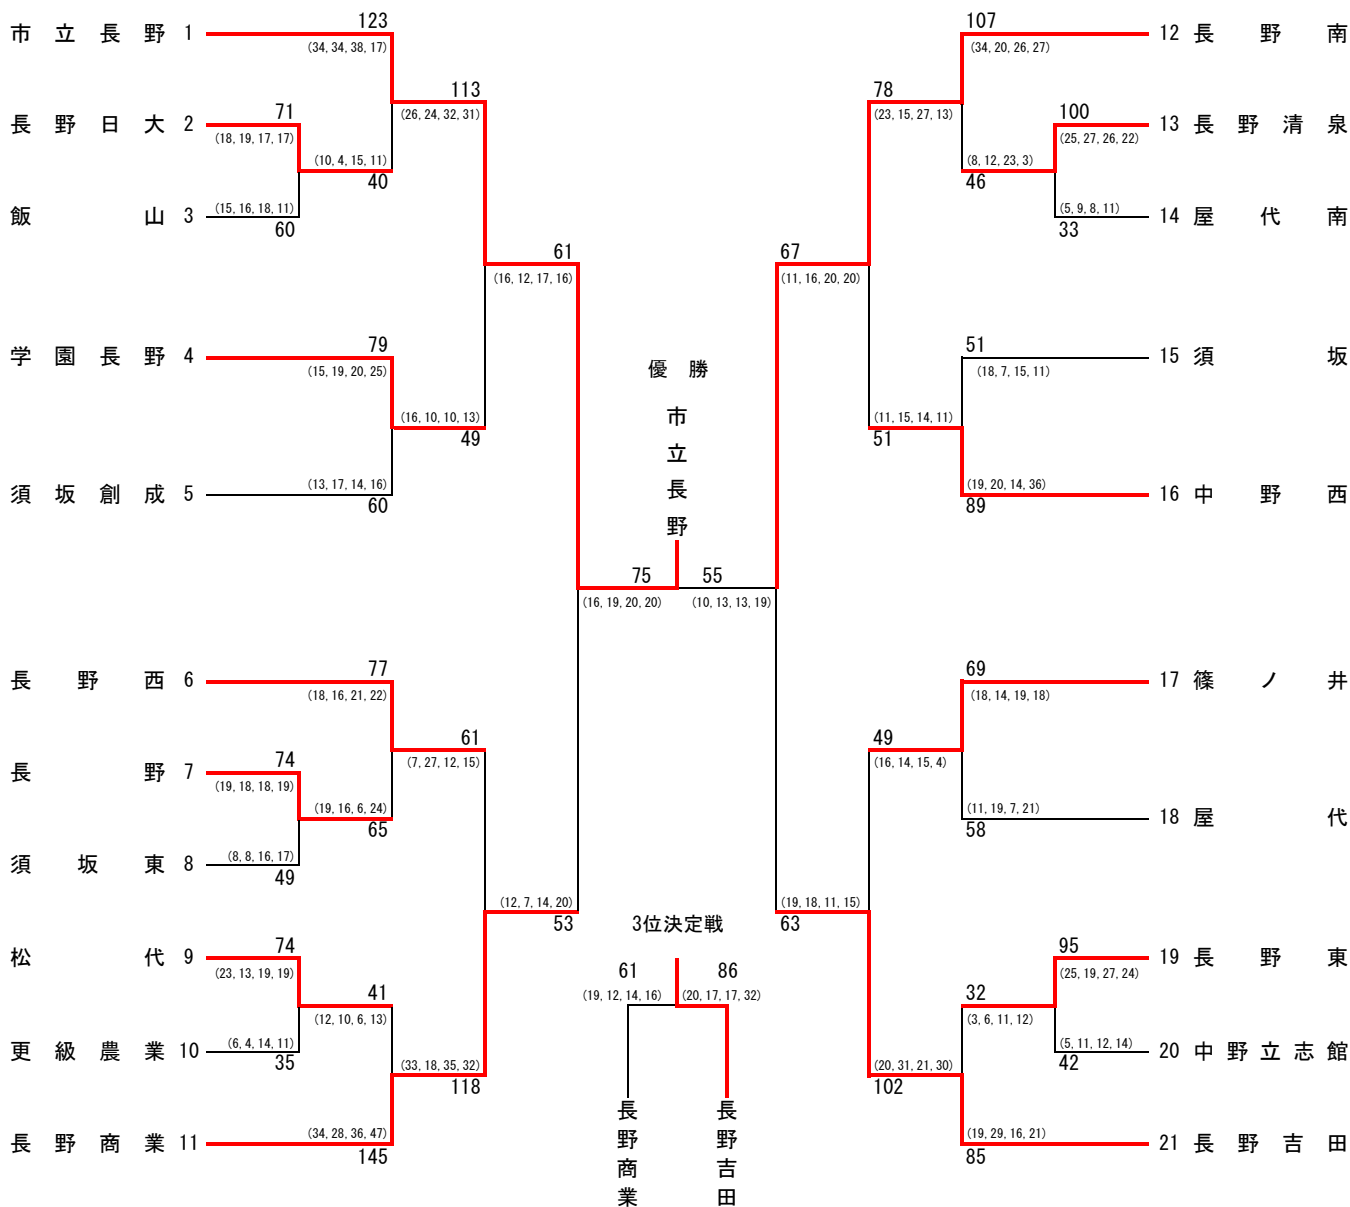 市立長野 1
123
(34, 34, 38, 17)
長野日大 2
71
(18, 19, 17, 17)
飯山 3
(15, 16, 18, 11)
60
(10, 4, 15, 11)
40
113
(26, 24, 32, 31)
学園長野 4
79
(15, 19, 20, 25)
須坂創成 5
(13, 17, 14, 16)
60
(16, 10, 10, 13)
49
61
(16, 12, 17, 16)
長野西 6
77
(18, 16, 21, 22)
長野 7
74
(19, 18, 18, 19)
須坂東 8
(8, 8, 16, 17)
49
(19, 16, 6, 24)
65
61
(7, 27, 12, 15)
松代 9
74
(23, 13, 19, 19)
更級農業 10
(6, 4, 14, 11)
35
41
(12, 10, 6, 13)
長野商業 11
(34, 28, 36, 47)
145
(33, 18, 35, 32)
118
(12, 7, 14, 20)
53
優勝
市立長野
75
(16, 19, 20, 20)
55
(10, 13, 13, 19)
3位決定戦
61
(19, 12, 14, 16)
86
(20, 17, 17, 32)
長野商業
長野吉田
107
(34, 20, 26, 27)
12 長野南
100
(25, 27, 26, 22)
13 長野清泉
(5, 9, 8, 11)
33
14 屋代南
(8, 12, 23, 3)
46
78
(23, 15, 27, 13)
51
(18, 7, 15, 11)
15 須坂
(19, 20, 14, 36)
89
16 中野西
(11, 15, 14, 11)
51
67
(11, 16, 20, 20)
69
(18, 14, 19, 18)
17 篠ノ井
(11, 19, 7, 21)
58
18 屋代
49
(16, 14, 15, 4)
95
(25, 19, 27, 24)
19 長野東
(5, 11, 12, 14)
42
20 中野立志館
32
(3, 6, 11, 12)
(19, 29, 16, 21)
85
21 長野吉田
(20, 31, 21, 30)
102
(19, 18, 11, 15)
63